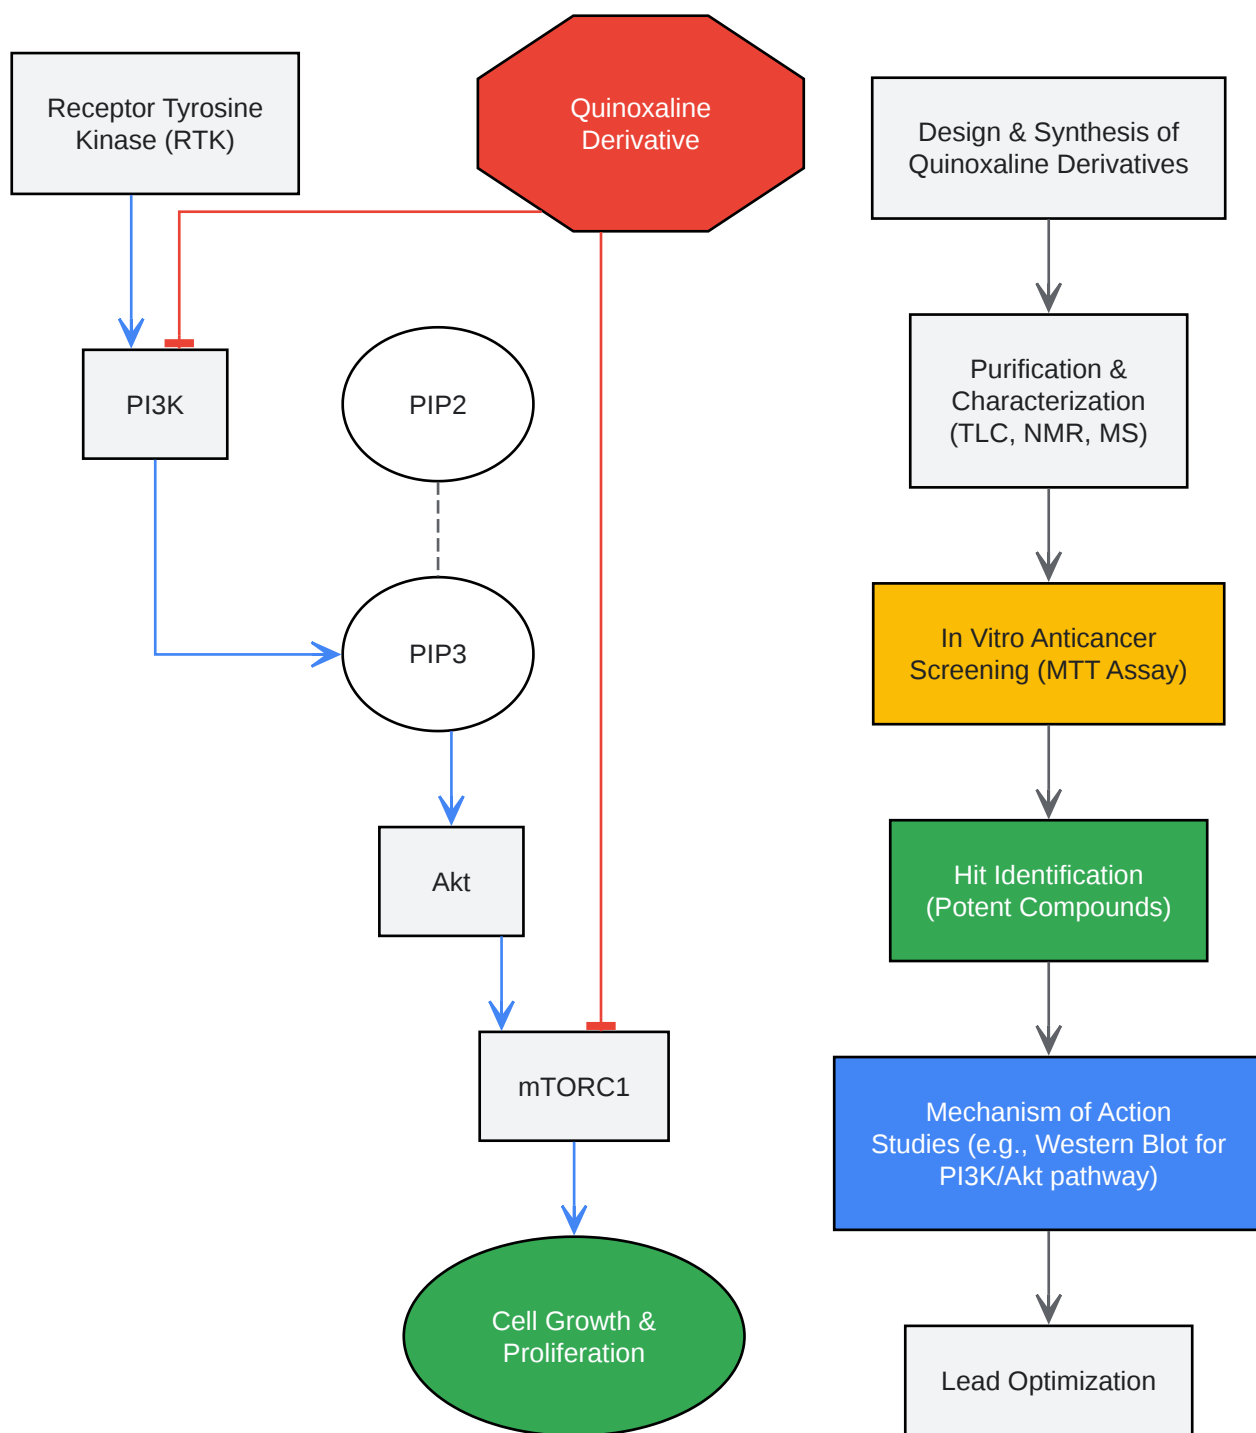 Receptor Tyrosine
Kinase (RTK)
Quinoxaline
Derivative
PI3K
PIP2
PIP3
Akt
mTORC1
Cell Growth &
Proliferation
Design & Synthesis of
Quinoxaline Derivatives
Purification &
Characterization
(TLC, NMR, MS)
In Vitro Anticancer
Screening (MTT Assay)
Hit Identification
(Potent Compounds)
Mechanism of Action
Studies (e.g., Western Blot for
PI3K/Akt pathway)
Lead Optimization